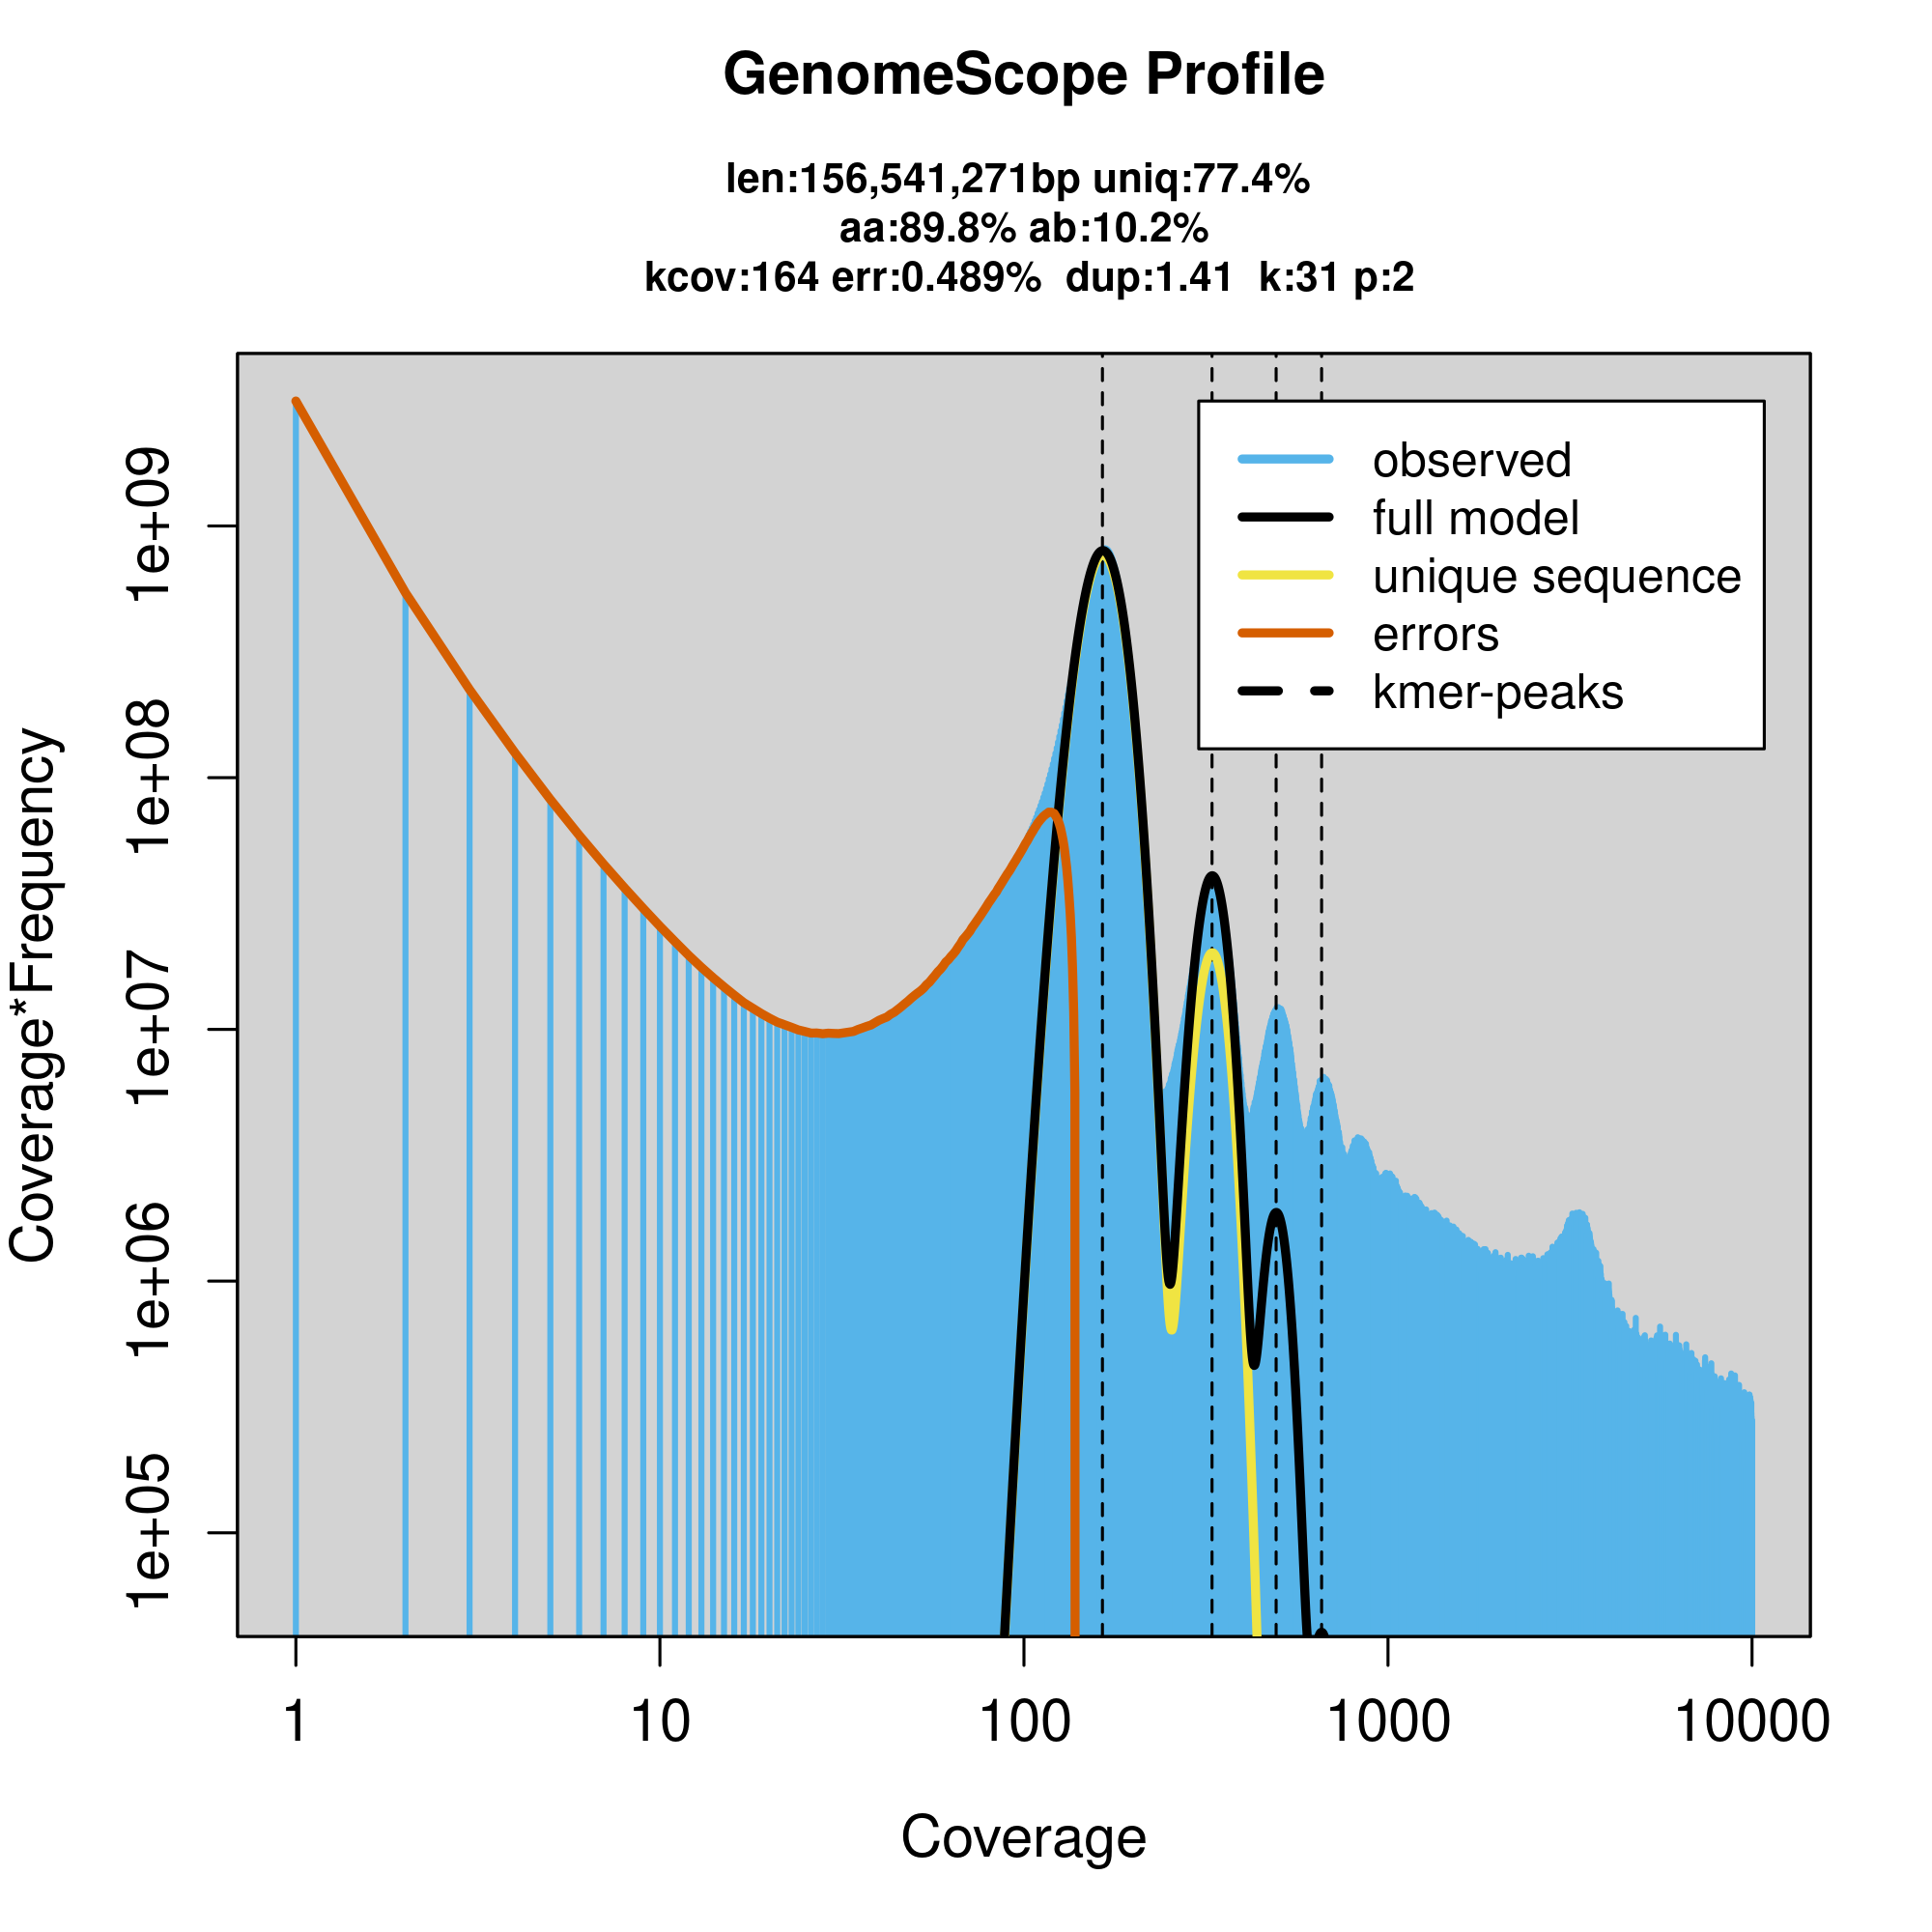 GenomeScope Profile
len:156,541,271bp uniq:77.4%
aa:89.8% ab:10.2%
kcov:164 err:0.489%  dup:1.41  k:31 p:2
observed
full model
unique sequence
errors
kmer-peaks
Coverage*Frequency
1e+09
1e+08
1e+07
1e+06
1e+05
1
10
100
1000
10000
Coverage